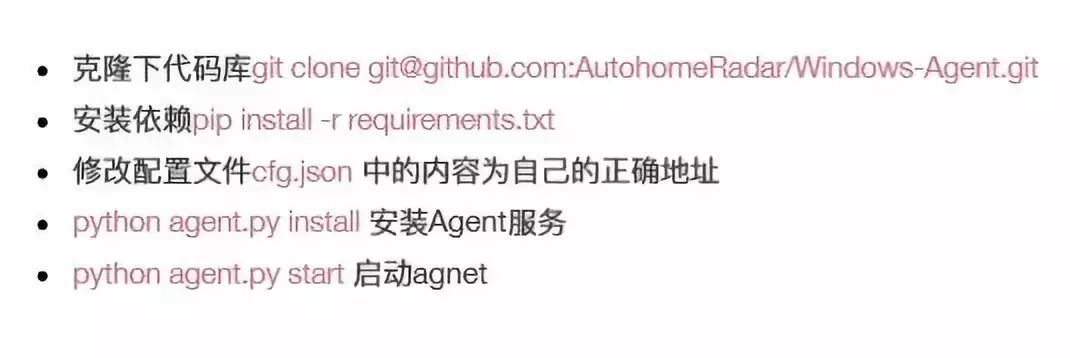 • 克隆下代码库git clone git@github.com:AutohomeRadar/Windows-Agent.git
• 安装依赖pip install -r requirements.txt
• 修改配置文件cfg.json 中的内容为自己的正确地址
• python agent.py install 安装Agent服务
• python agent.py start 启动agnet